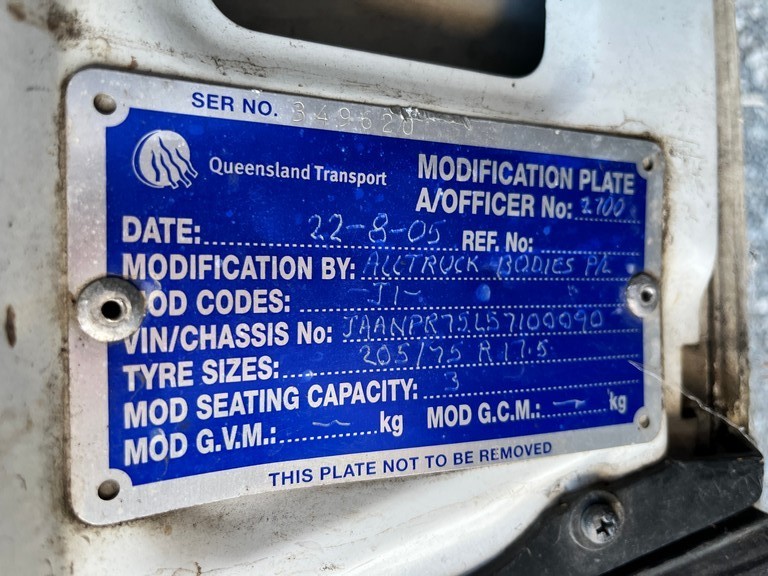 SER NO. 349620
Queensland Transport
MODIFICATION PLATE
A/OFFICER No: 2700
DATE: 22-8-05 REF. No:
MODIFICATION BY: ALLTRUCK BODIES P/L
MOD CODES: -J1-
VIN/CHASSIS No: JAANPR75L57100090
TYRE SIZES: 205/75 R17.5
MOD SEATING CAPACITY: 3
MOD G.V.M.: – kg MOD G.C.M.: – kg
THIS PLATE NOT TO BE REMOVED